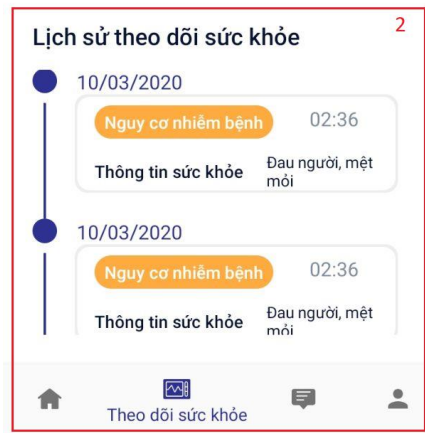 Lịch sử theo dõi sức khỏe
2
10/03/2020
Nguy cơ nhiễm bệnh
02:36
Thông tin sức khỏe
Đau người, mệt
mỏi
10/03/2020
Nguy cơ nhiễm bệnh
02:36
Thông tin sức khỏe
Đau người, mệt
mỏi
Theo dõi sức khỏe